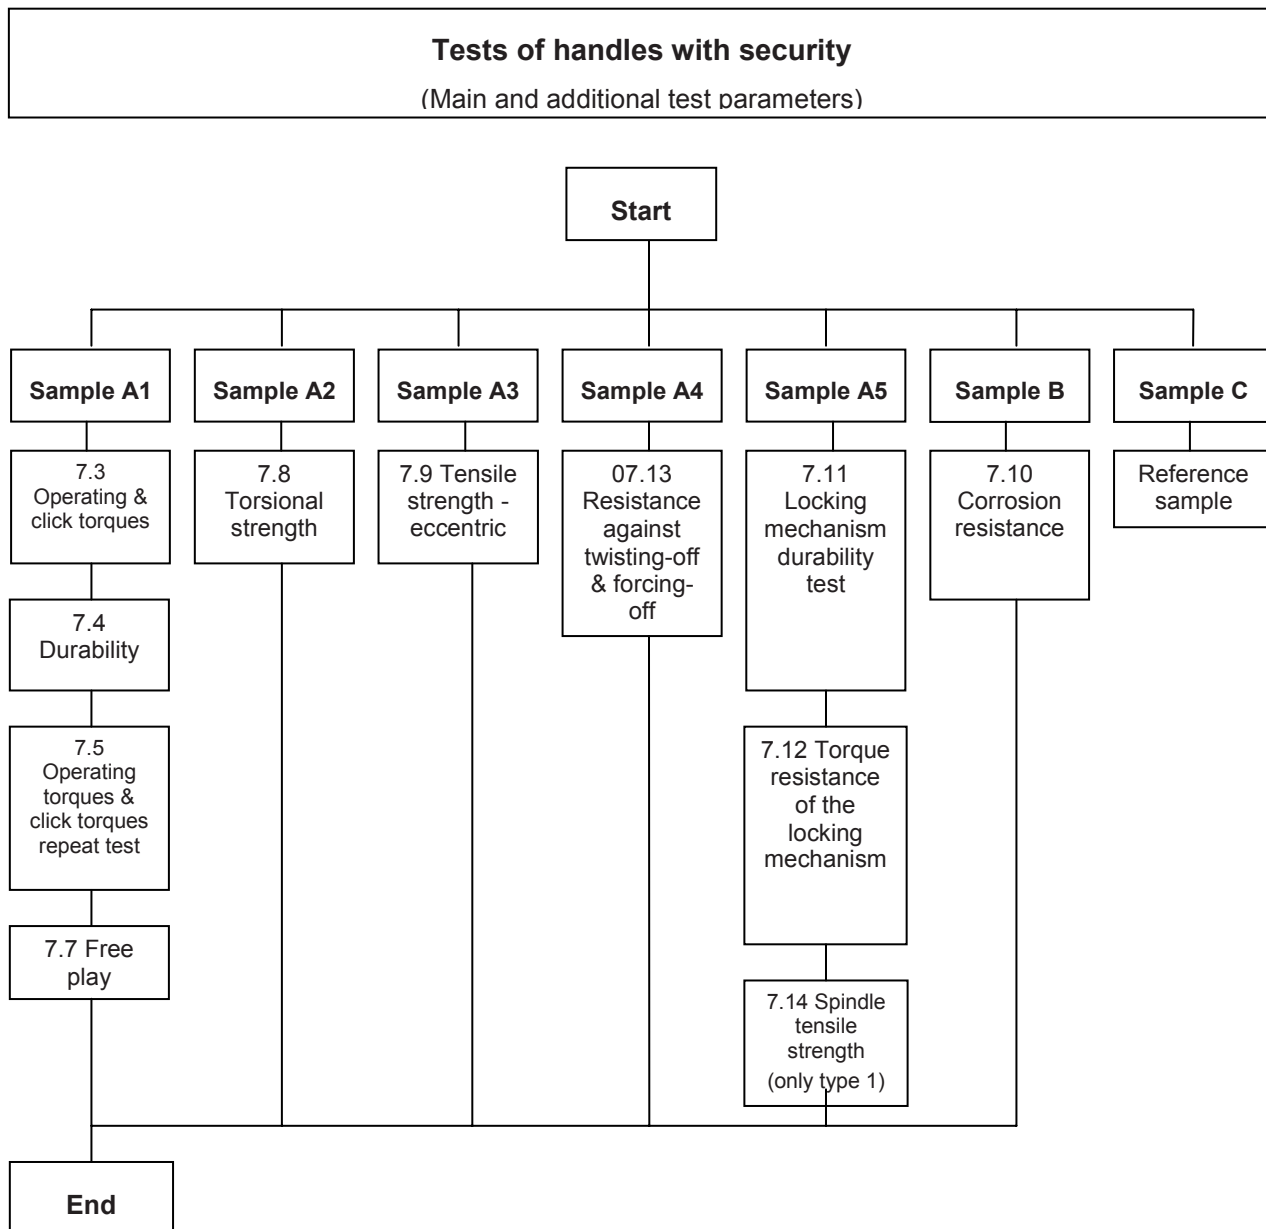 Tests of handles with security
(Main and additional test parameters)
Start
Sample A1
Sample A2
Sample A3
Sample A4
Sample A5
Sample B
Sample C
7.3
Operating &
click torques
7.4
Durability
7.5
Operating
torques &
click torques
repeat test
7.7 Free
play
7.8
Torsional
strength
7.9 Tensile
strength -
eccentric
07.13
Resistance
against
twisting-off
& forcing-
off
7.11
Locking
mechanism
durability
test
7.12 Torque
resistance
of the
locking
mechanism
7.14 Spindle
tensile
strength
(only type 1)
7.10
Corrosion
resistance
Reference
sample
End